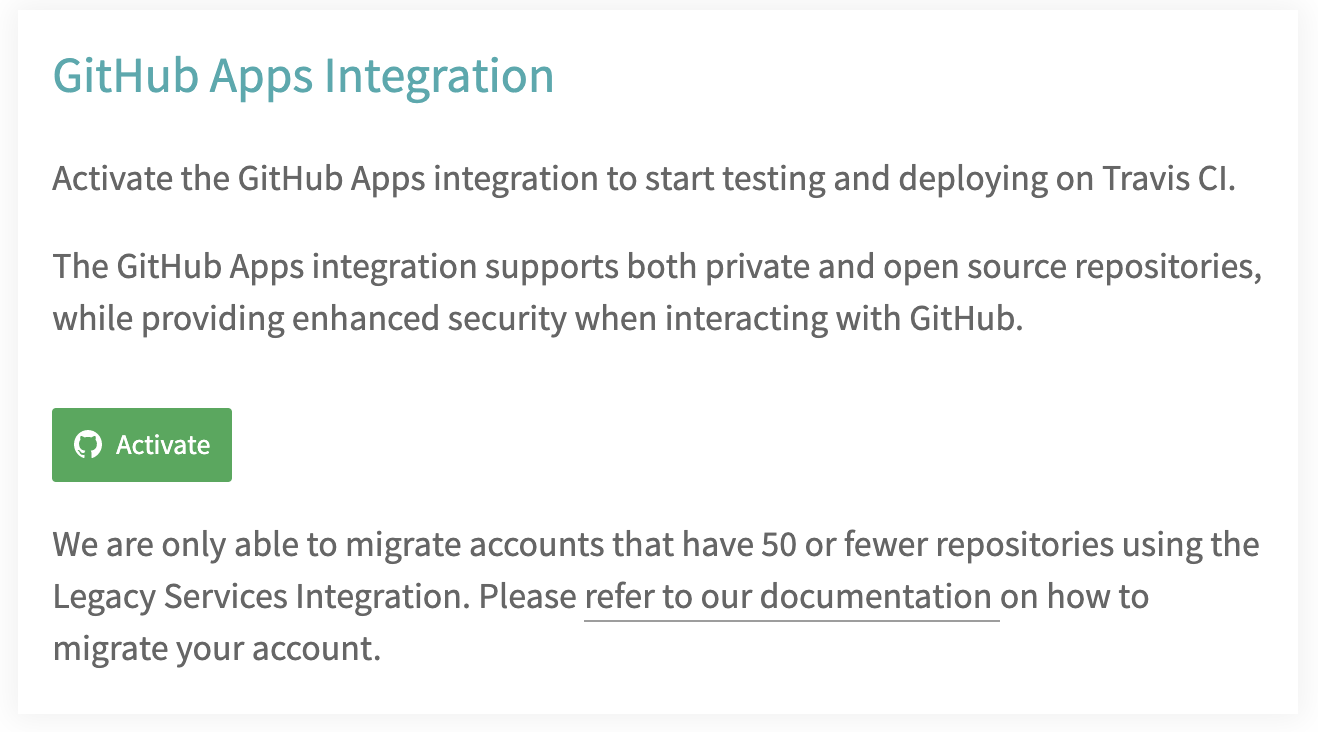 GitHub Apps Integration
Activate the GitHub Apps integration to start testing and deploying on Travis CI.
The GitHub Apps integration supports both private and open source repositories,
while providing enhanced security when interacting with GitHub.
Activate
We are only able to migrate accounts that have 50 or fewer repositories using the
Legacy Services Integration. Please refer to our documentation on how to
migrate your account.